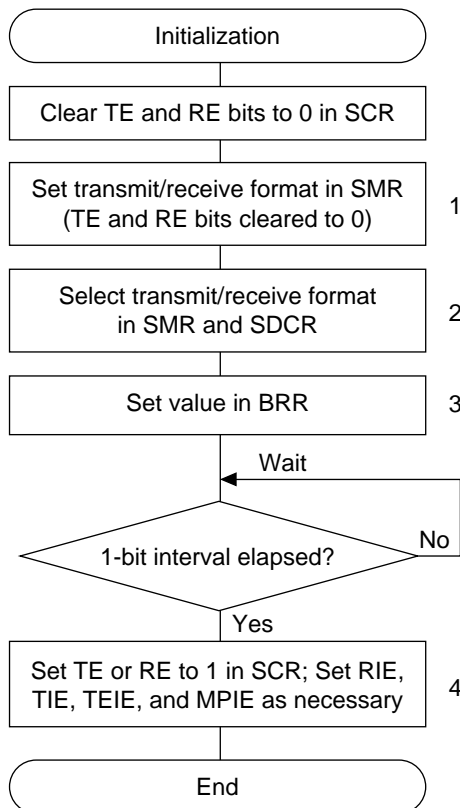 Initialization
Clear TE and RE bits to 0 in SCR
Set transmit/receive format in SMR
(TE and RE bits cleared to 0)
1
Select transmit/receive format
in SMR and SDCR
2
Set value in BRR
3
Wait
1-bit interval elapsed?
No
Yes
Set TE or RE to 1 in SCR; Set RIE,
TIE, TEIE, and MPIE as necessary
4
End